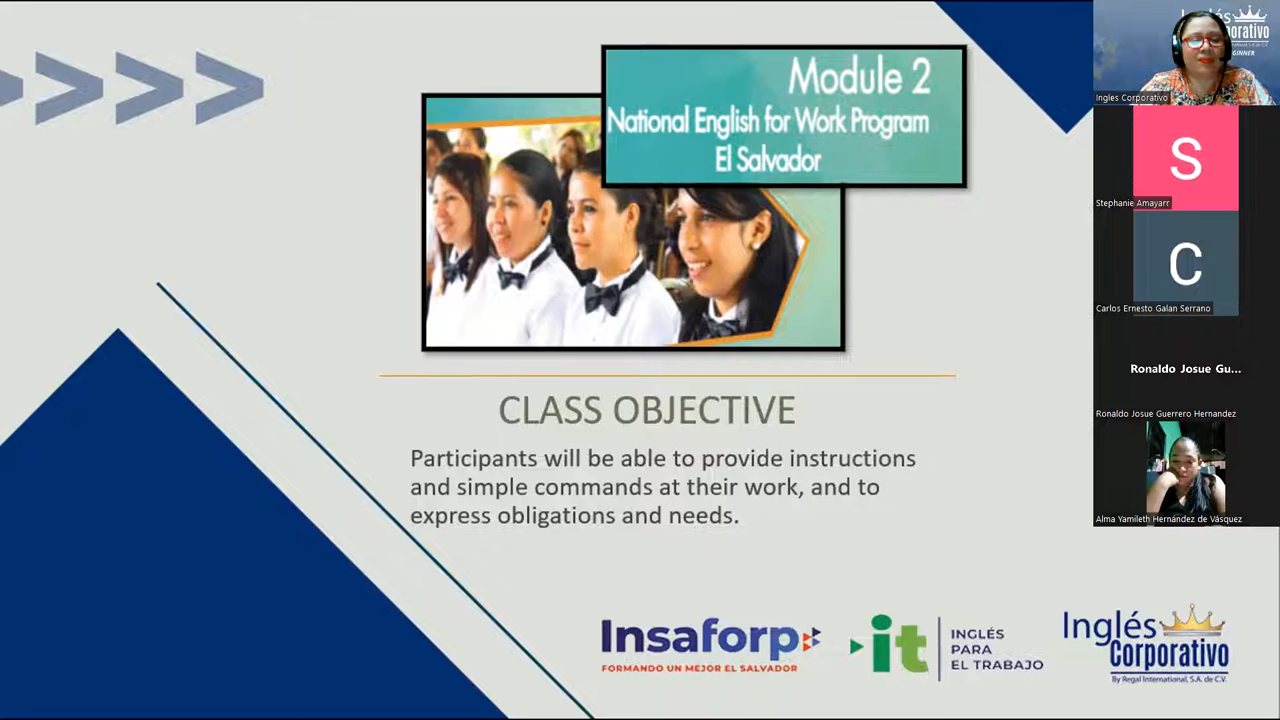 Module 2
National English for Work Program
El Salvador
CLASS OBJECTIVE
Participants will be able to provide instructions
and simple commands at their work, and to
express obligations and needs.
Insaforp
FORMANDO UN MEJOR EL SALVADOR
it
INGLÉS
PARA
EL TRABAJO
Inglés
Corporativo
By Regal International, S.A. de C.V.
Ingles Corporativo
S
Stephanie Amayarr
C
Carlos Ernesto Galan Serrano
Ronaldo Josue Gu...
Ronaldo Josue Guerrero Hernandez
Alma Yamileth Hernández de Vásquez